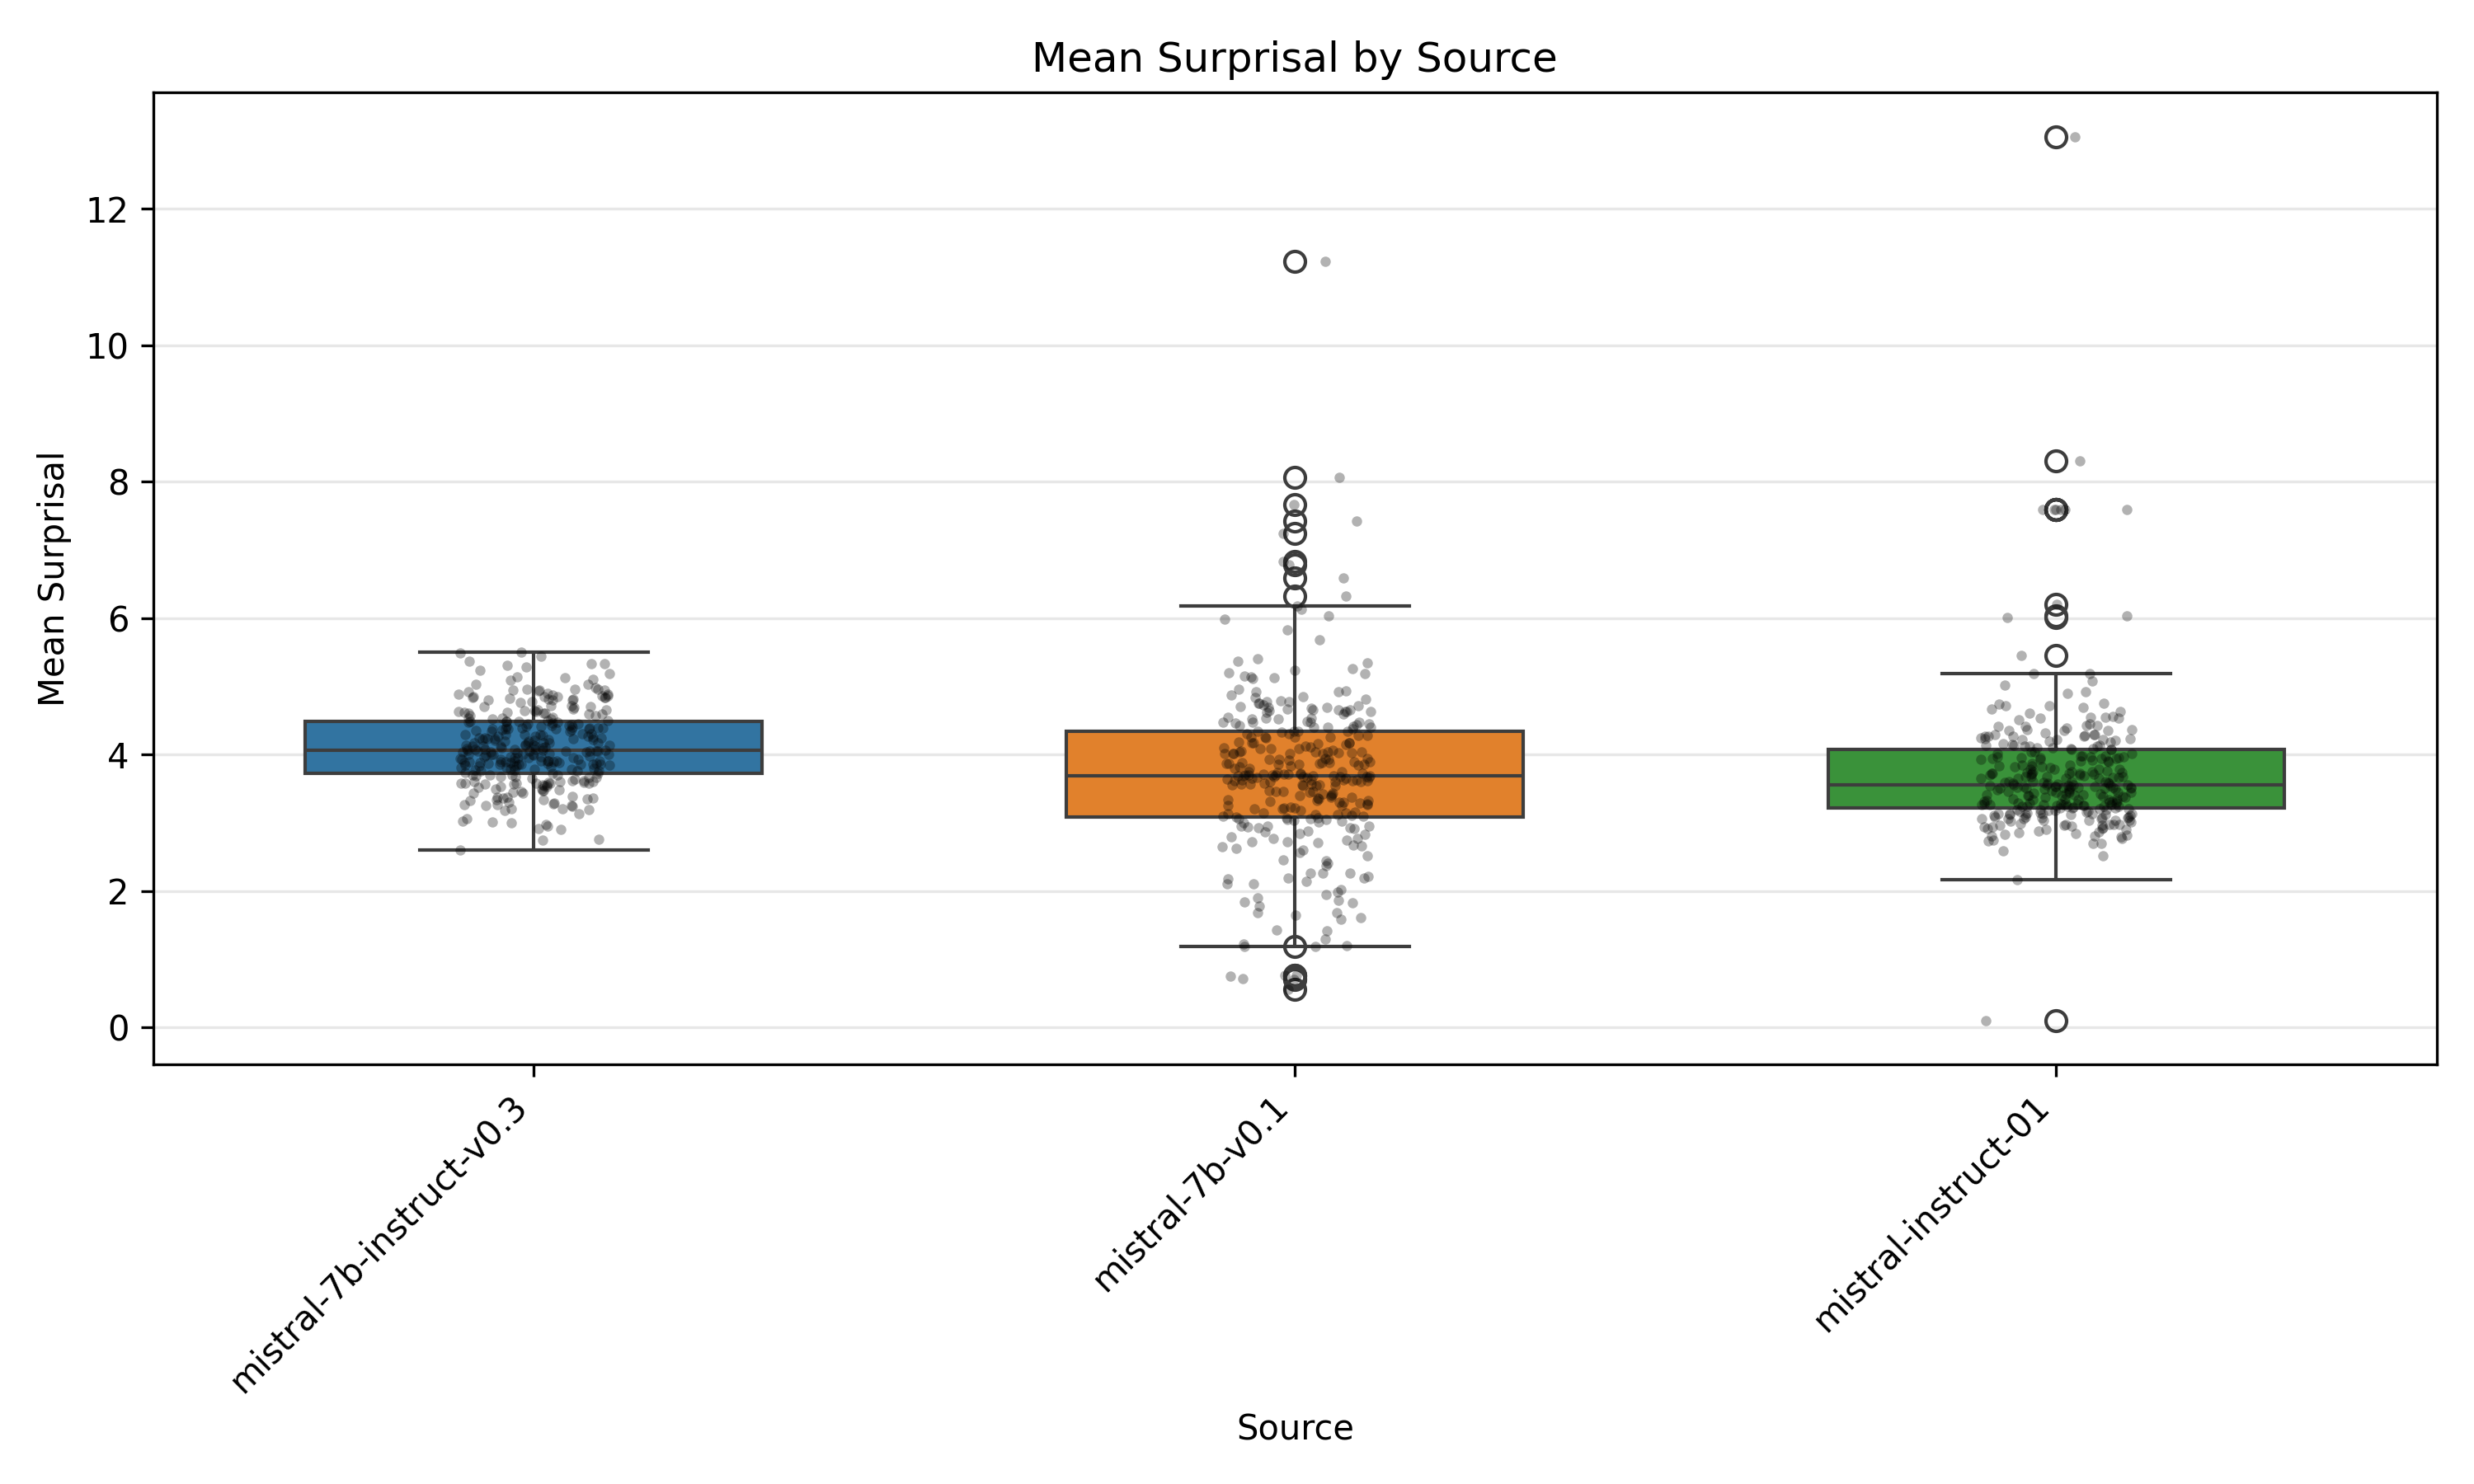 Mean Surprisal by Source
Mean Surprisal
12
10
8
6
4
2
0
mistral-7b-instruct-v0.3
mistral-7b-v0.1
mistral-instruct-01
Source